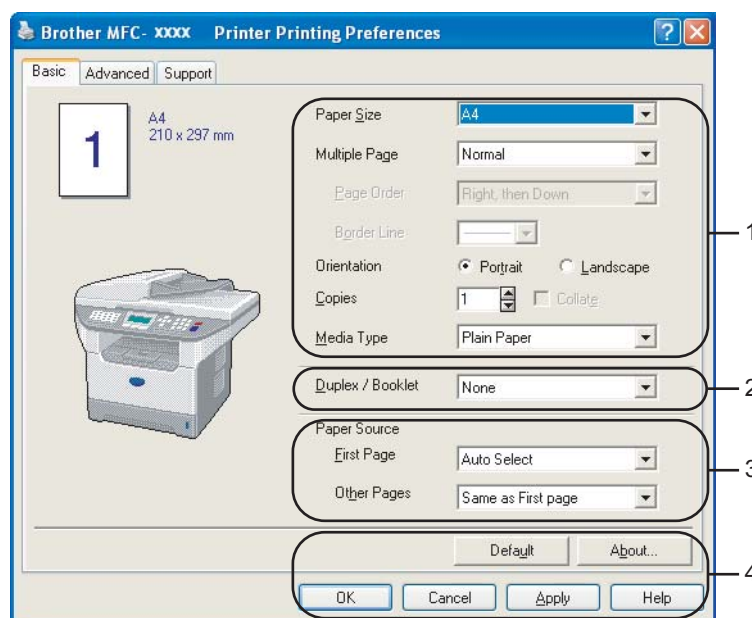 Brother MFC- XXXX Printer Printing Preferences
Basic Advanced Support
1
A4
210 x 297 mm
Paper Size A4
Multiple Page Normal
Page Order Right, then Down
Border Line
Orientation Portrait Landscape
Copies 1 Collate
Media Type Plain Paper
1
Duplex / Booklet None
2
Paper Source
First Page Auto Select
Other Pages Same as First page
3
Default About...
OK Cancel Apply Help
4